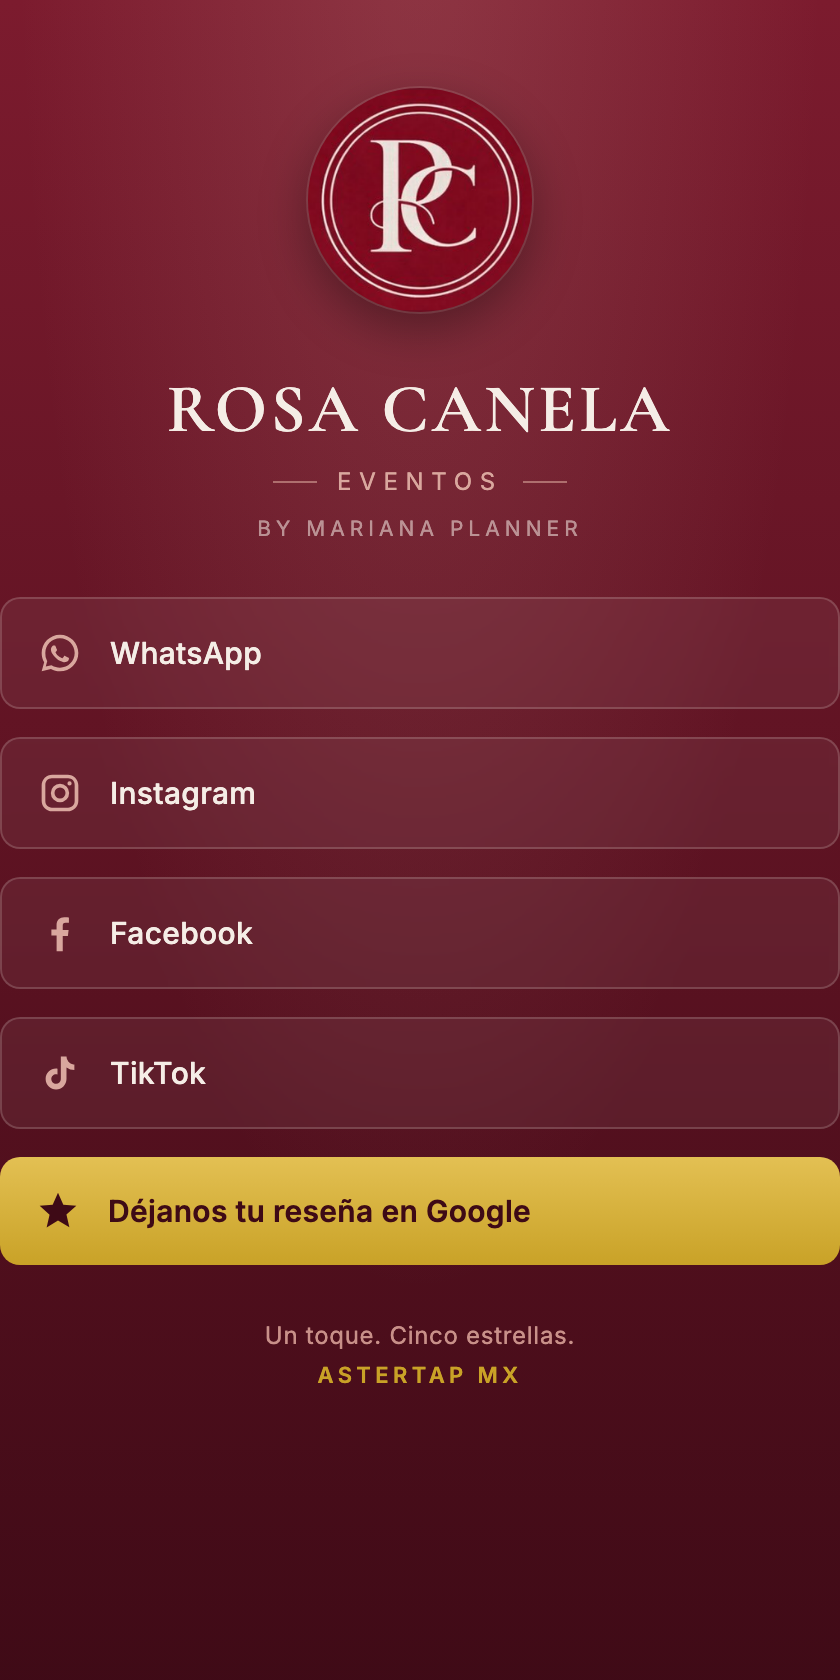 RC
ROSA CANELA
EVENTOS
BY MARIANA PLANNER
WhatsApp
Instagram
Facebook
TikTok
Déjanos tu reseña en Google
Un toque. Cinco estrellas.
ASTERTAP MX